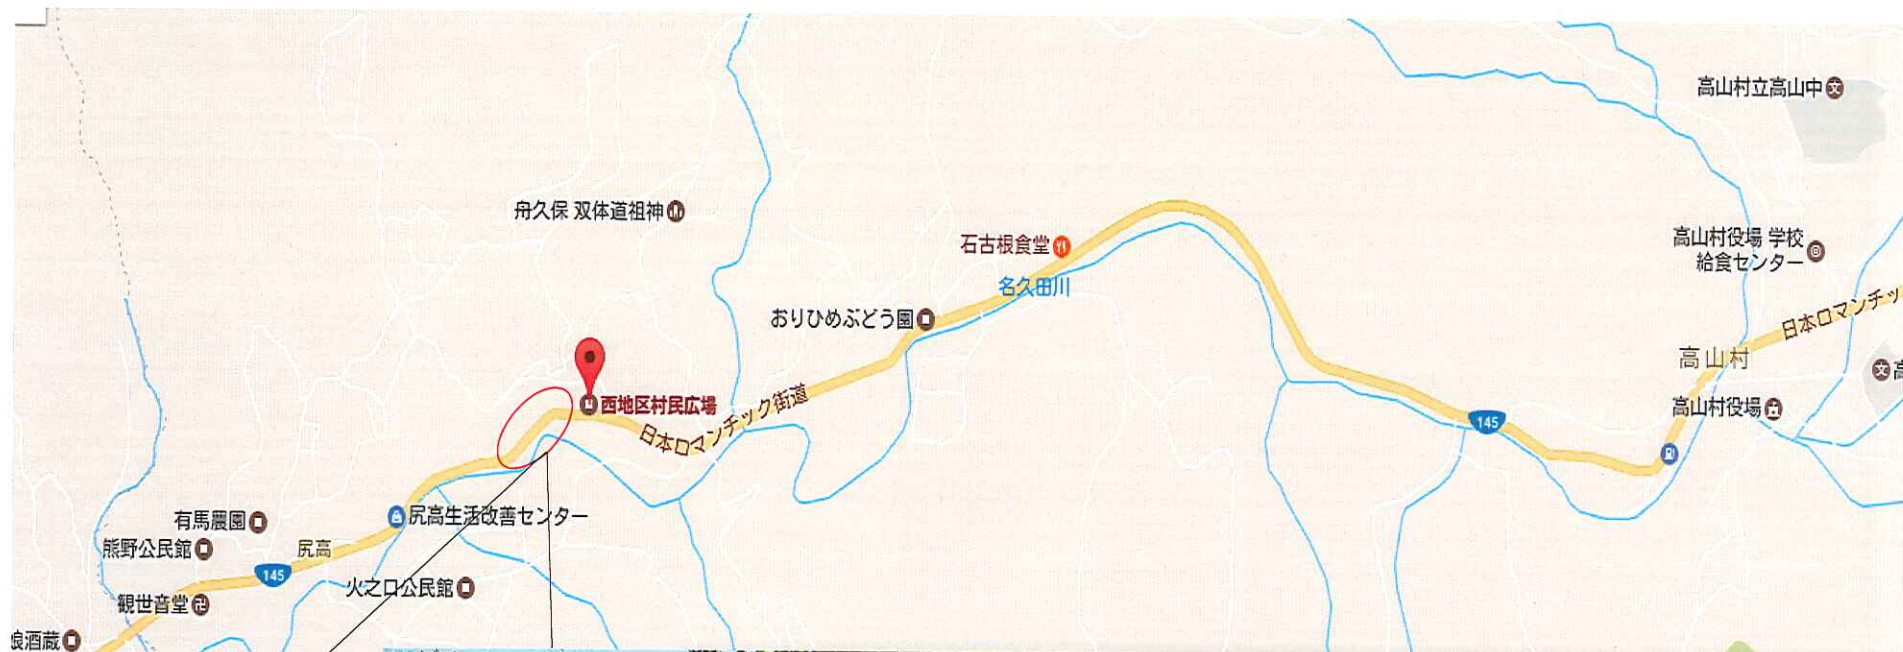 高山村立高山中
舟久保 双体道祖神
石古根食堂
名久田川
高山村役場 学校
給食センター
おりひめぶどう園
日本ロマンチッ
高山村
高
西地区村民広場
日本ロマンチック街道
高山村役場
145
尻高生活改善センター
有馬農園
熊野公民館
尻高
145
火之口公民館
観世音堂
娘酒蔵